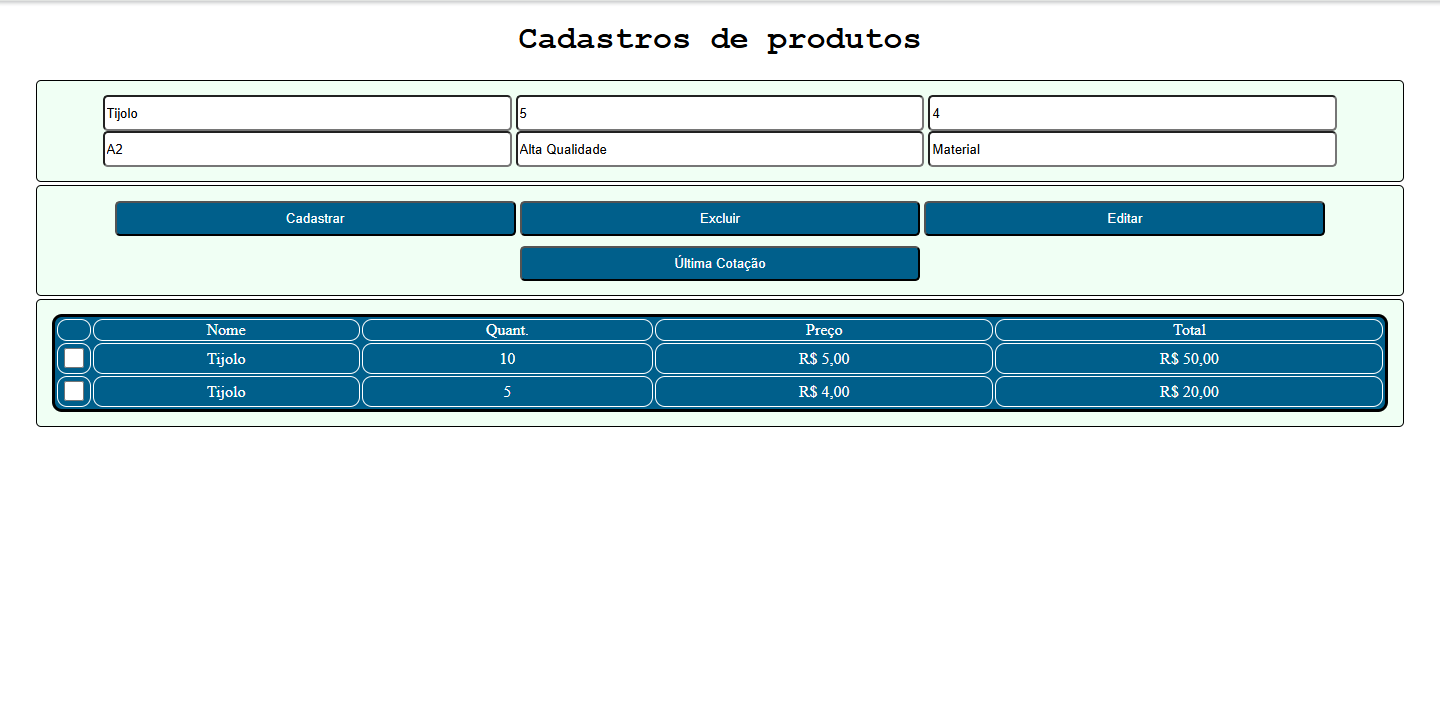 Cadastros de produtos
Tijolo 5 4
A2 Alta Qualidade Material
Cadastrar Excluir Editar
Última Cotação
Nome Quant. Preço Total
Tijolo 10 R$ 5,00 R$ 50,00
Tijolo 5 R$ 4,00 R$ 20,00